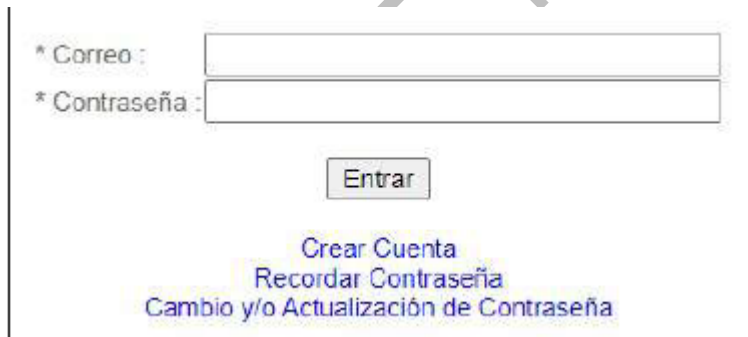 * Correo :
* Contraseña :
Entrar
Crear Cuenta
Recordar Contraseña
Cambio y/o Actualización de Contraseña